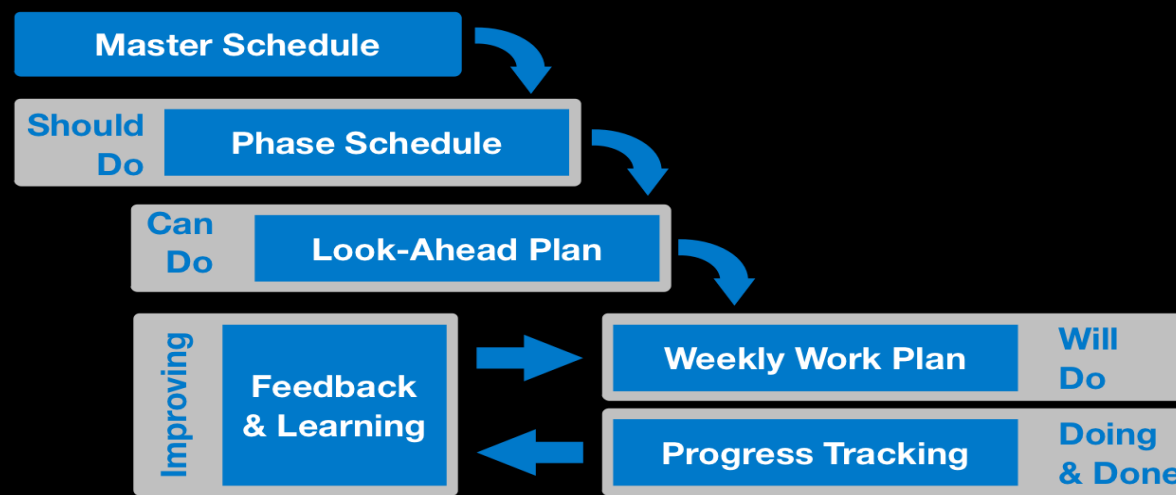 Master Schedule
Should
Do
Phase Schedule
Can
Do
Look-Ahead Plan
Improving
Feedback
& Learning
Weekly Work Plan
Will
Do
Progress Tracking
Doing
& Done